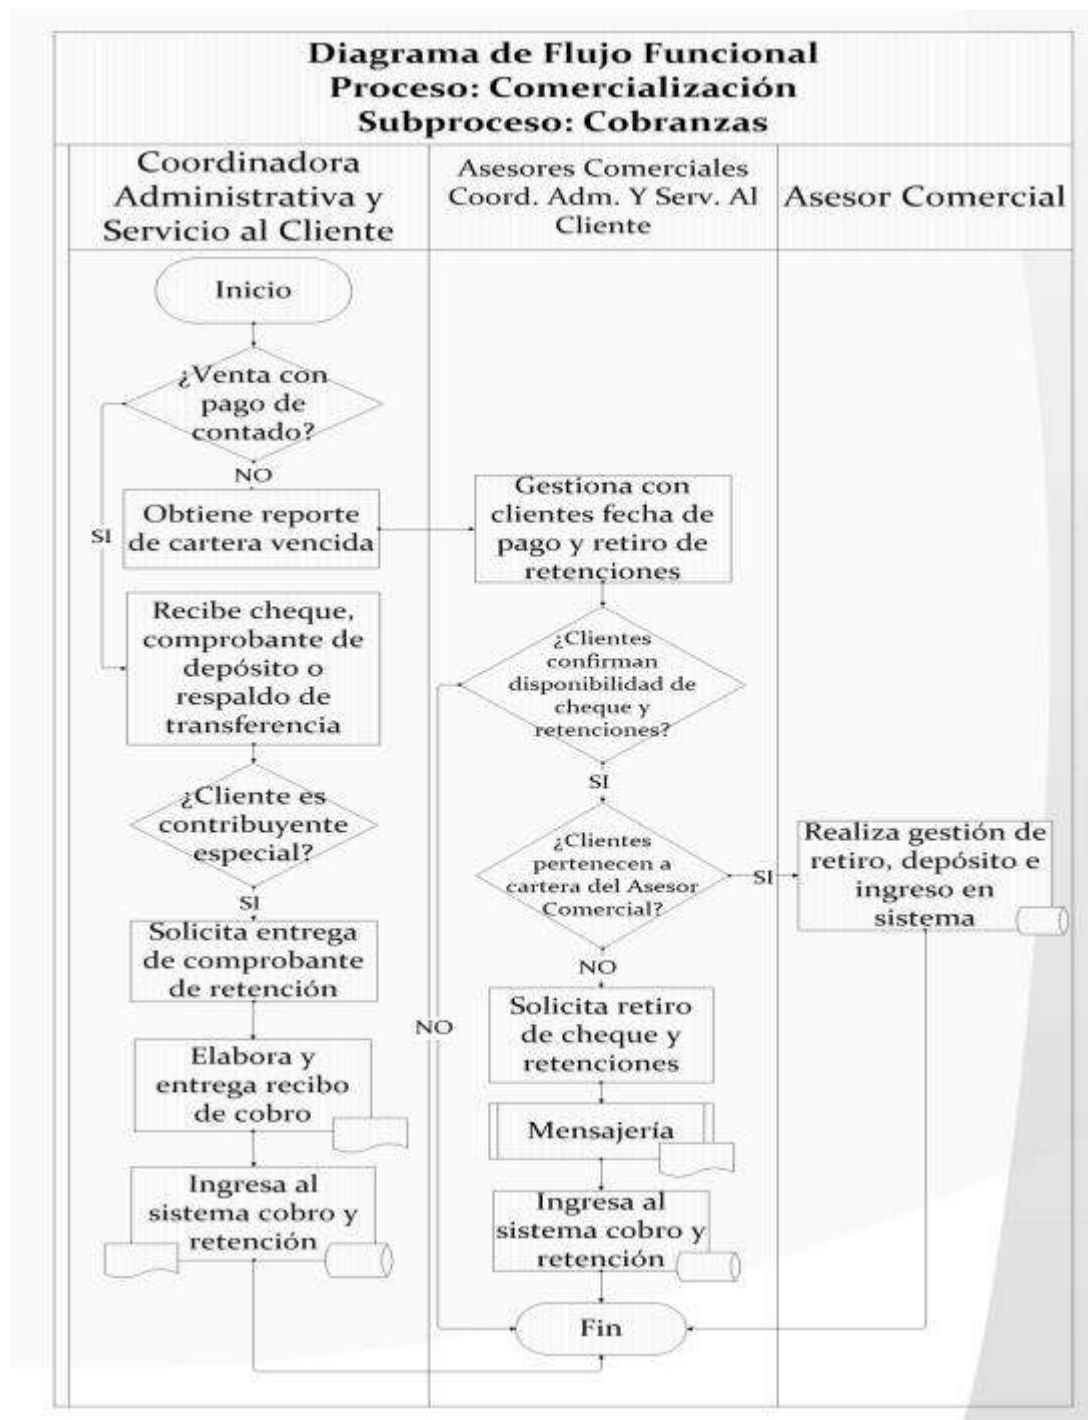 Diagrama de Flujo Funcional
Proceso: Comercialización
Subproceso: Cobranzas
Coordinadora
Administrativa y
Servicio al Cliente
Asesores Comerciales
Coord. Adm. Y Serv. Al
Cliente
Asesor Comercial
Inicio
¿Venta con
pago de
contado?
NO
SI
Obtiene reporte
de cartera vencida
Recibe cheque,
comprobante de
depósito o
respaldo de
transferencia
¿Cliente es
contribuyente
especial?
SI
Solicita entrega
de comprobante
de retención
Elabora y
entrega recibo
de cobro
Ingresa al
sistema cobro y
retención
Gestiona con
clientes fecha de
pago y retiro de
retenciones
¿Clientes
confirman
disponibilidad de
cheque y
retenciones?
SI
NO
¿Clientes
pertenecen a
cartera del Asesor
Comercial?
SI
NO
Solicita retiro
de cheque y
retenciones
Mensajería
Ingresa al
sistema cobro y
retención
Fin
Realiza gestión de
retiro, depósito e
ingreso en
sistema